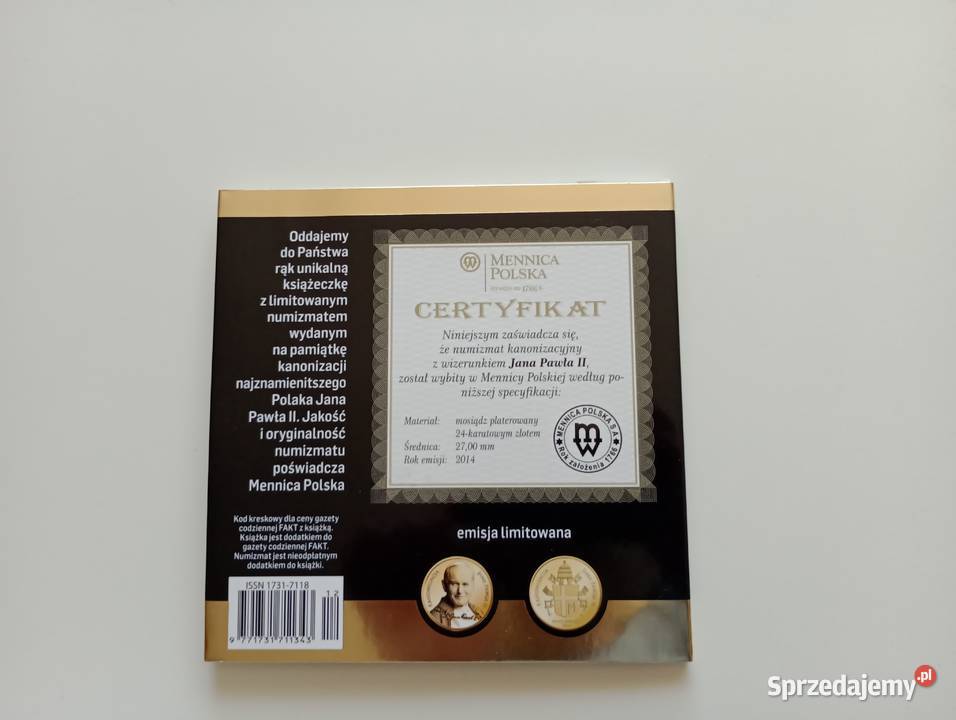 Oddajemy
do Państwa
rąk unikalną
książeczkę
z limitowanym
numizmatem
wydanym
na pamiątkę
kanonizacji
najznamienitszego
Polaka Jana
Pawła II. Jakość
i oryginalność
numizmatu
poświadcza
Mennica Polska
Kod kreskowy dla ceny gazety
codziennej FAKT z książką.
Książka jest dodatkiem do
gazety codziennej FAKT.
Numizmat jest nieodpłatnym
dodatkiem do książki.
ISSN 1731-7118
12
9 771731 711343
MENNICA
POLSKA
CERTYFIKAT
Niniejszym zaświadcza się,
że numizmat kanonizacyjny
z wizerunkiem Jana Pawła II,
został wybity w Mennicy Polskiej według po-
niższej specyfikacji:
Materiał: mosiądz platerowany
24-karatowym złotem
Średnica: 27,00 mm
Rok emisji: 2014
MENNICA POLSKA S.A.
Rok założenia 1766
emisja limitowana
Sprzedajemy.pl